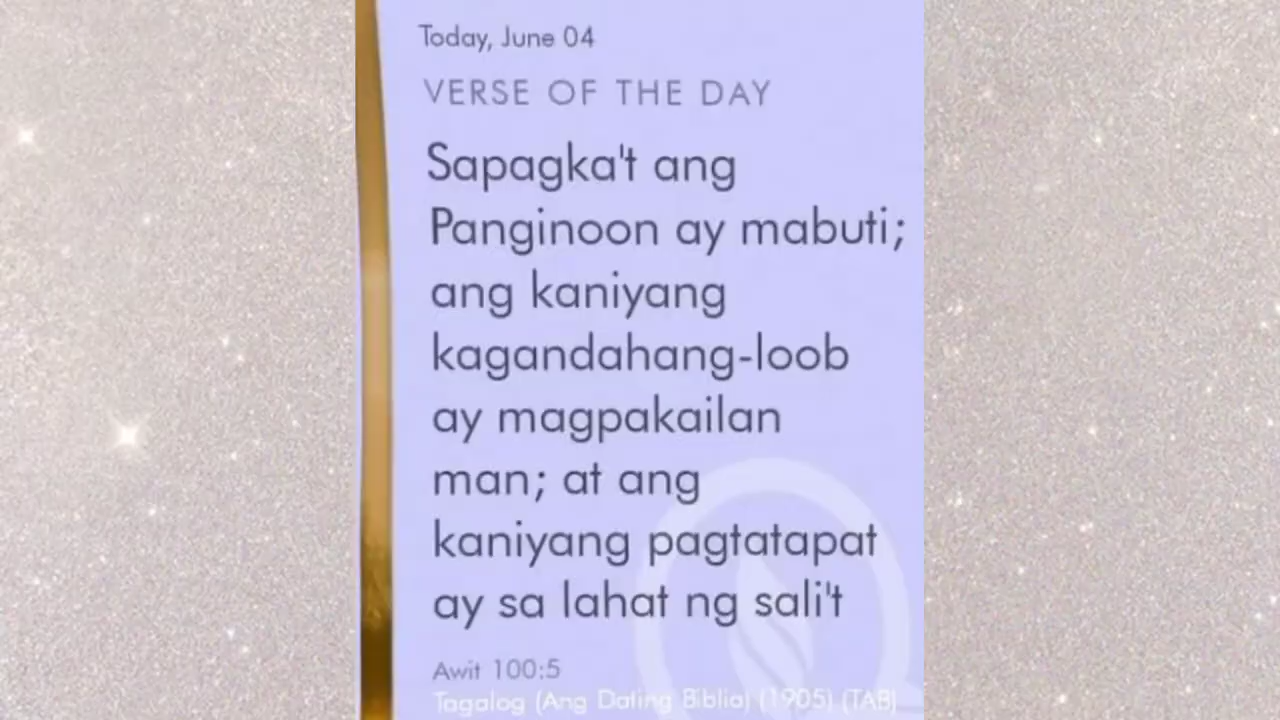 Today, June 04
VERSE OF THE DAY
Sapagka't ang
Panginoon ay mabuti;
ang kaniyang
kagandahang-loob
ay magpakailan
man; at ang
kaniyang pagtatapat
ay sa lahat ng sali't
Awit 100:5
Tagalog (Ang Dating Biblia) (1905) (TAB)